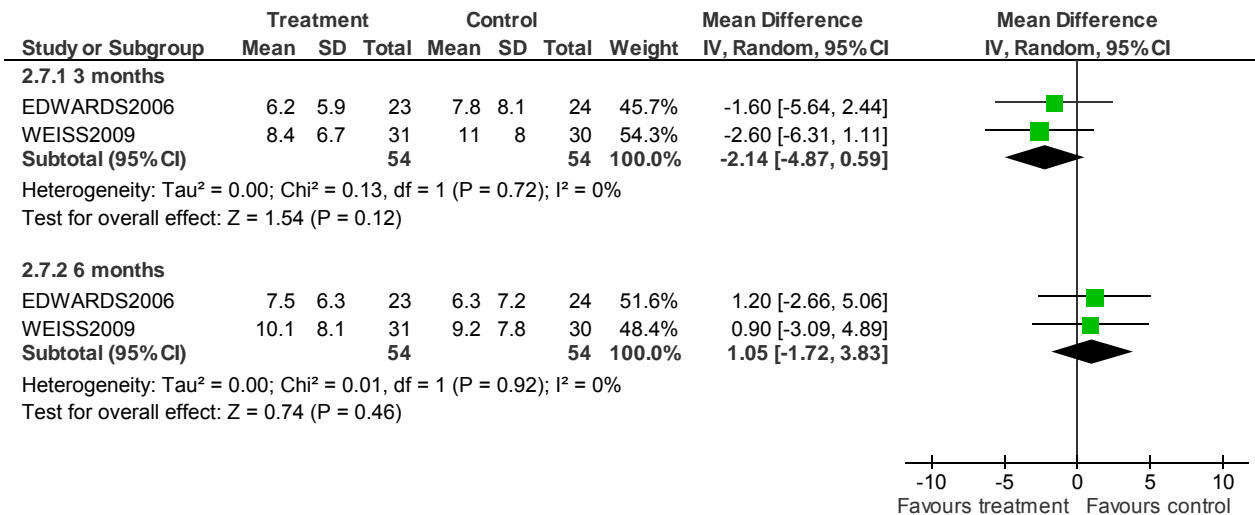 Treatment Control Mean Difference Mean Difference
Study or Subgroup Mean SD Total Mean SD Total Weight IV, Random, 95% CI IV, Random, 95% CI
2.7.1 3 months
EDWARDS2006 6.2 5.9 23 7.8 8.1 24 45.7% -1.60 [-5.64, 2.44]
WEISS2009 8.4 6.7 31 11 8 30 54.3% -2.60 [-6.31, 1.11]
Subtotal (95% CI) 54 54 100.0% -2.14 [-4.87, 0.59]
Heterogeneity: Tau² = 0.00; Chi² = 0.13, df = 1 (P = 0.72); I² = 0%
Test for overall effect: Z = 1.54 (P = 0.12)
2.7.2 6 months
EDWARDS2006 7.5 6.3 23 6.3 7.2 24 51.6% 1.20 [-2.66, 5.06]
WEISS2009 10.1 8.1 31 9.2 7.8 30 48.4% 0.90 [-3.09, 4.89]
Subtotal (95% CI) 54 54 100.0% 1.05 [-1.72, 3.83]
Heterogeneity: Tau² = 0.00; Chi² = 0.01, df = 1 (P = 0.92); I² = 0%
Test for overall effect: Z = 0.74 (P = 0.46)
-10 -5 0 5 10
Favours treatment Favours control